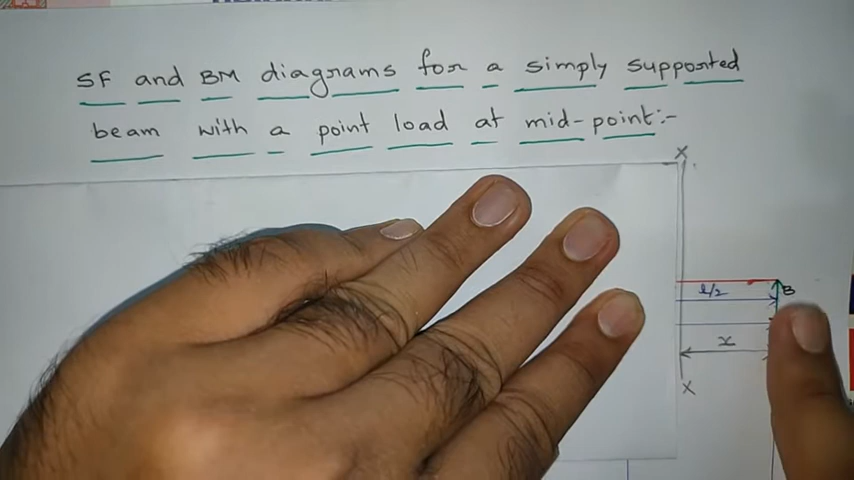 SF and BM diagrams for a simply supported
beam with a point load at mid-point:-
X
l/2
B
x
X